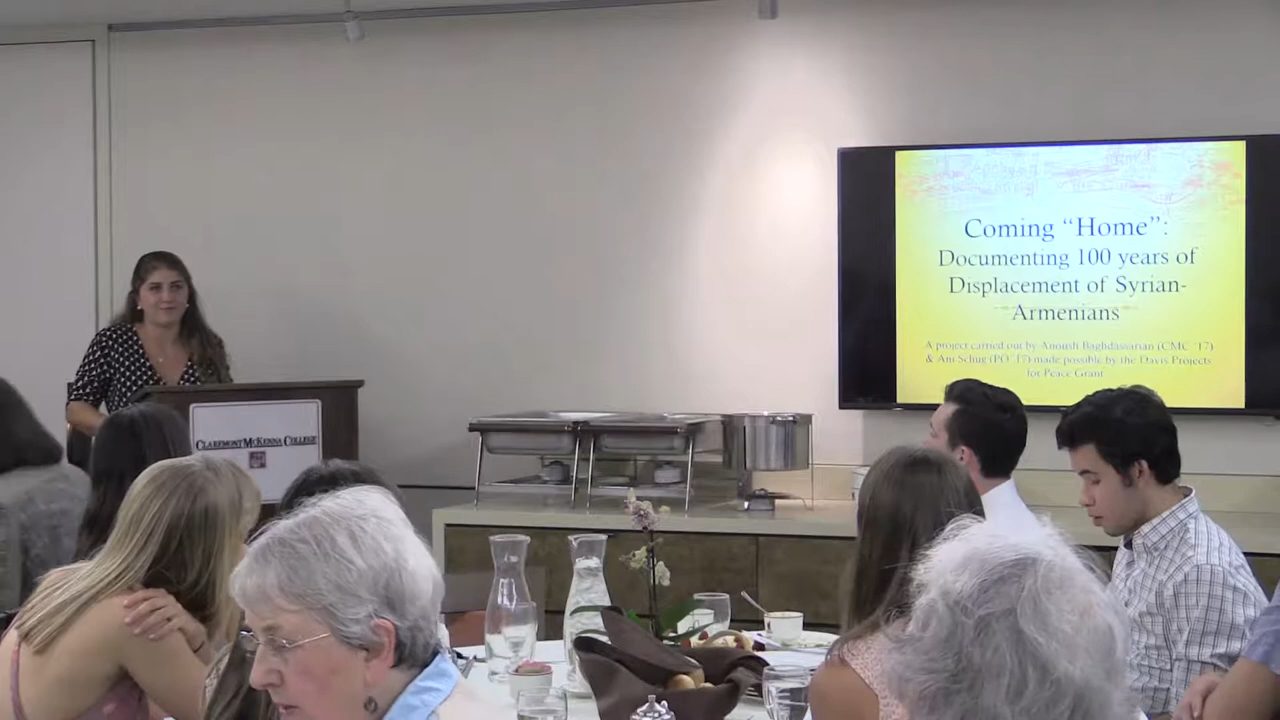 CLAREMONT MCKENNA COLLEGE
Coming “Home”:
Documenting 100 years of
Displacement of Syrian-
Armenians
A project carried out by Anoush Baghdassarian (CMC '17)
& Ani Schug (PO '17) made possible by the Davis Projects
for Peace Grant